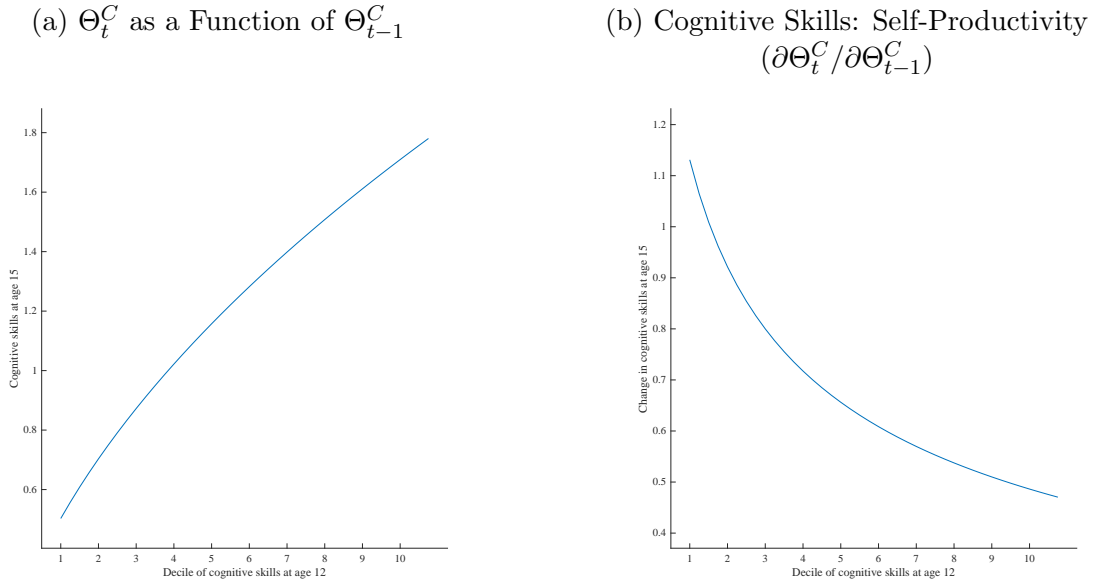 (a) Θ_t^C as a Function of Θ_{t−1}^C
1.8
1.6
1.4
1.2
1
0.8
0.6
Cognitive skills at age 15
1 2 3 4 5 6 7 8 9 10
Decile of cognitive skills at age 12
(b) Cognitive Skills: Self-Productivity
(∂Θ_t^C/∂Θ_{t−1}^C)
1.2
1.1
1
0.9
0.8
0.7
0.6
0.5
0.4
Change in cognitive skills at age 15
1 2 3 4 5 6 7 8 9 10
Decile of cognitive skills at age 12